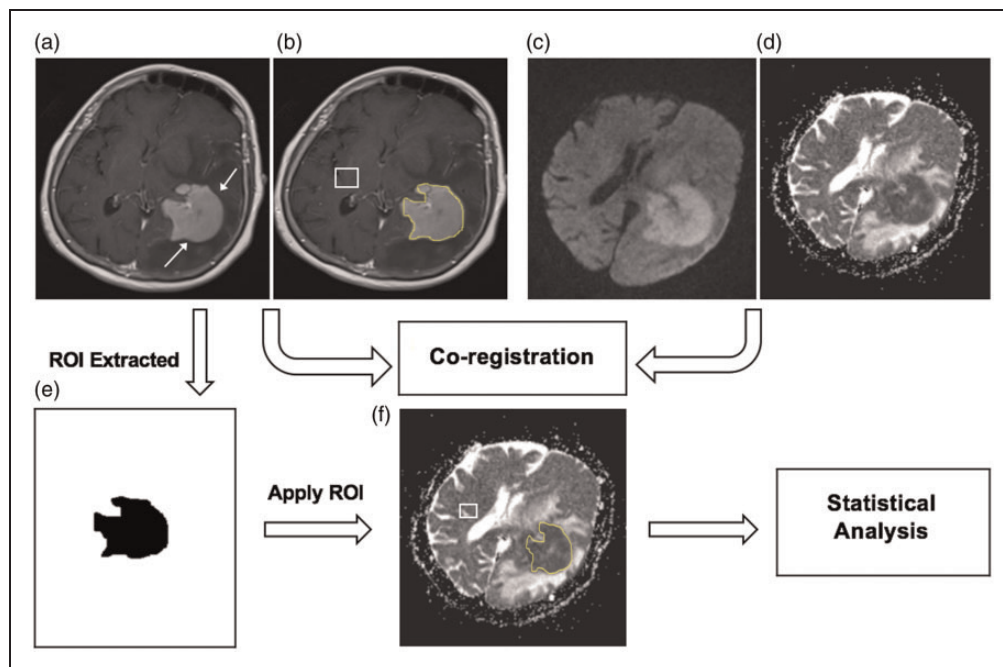 (a)
(b)
(c)
(d)
ROI Extracted
Co-registration
(e)
(f)
Apply ROI
Statistical
Analysis